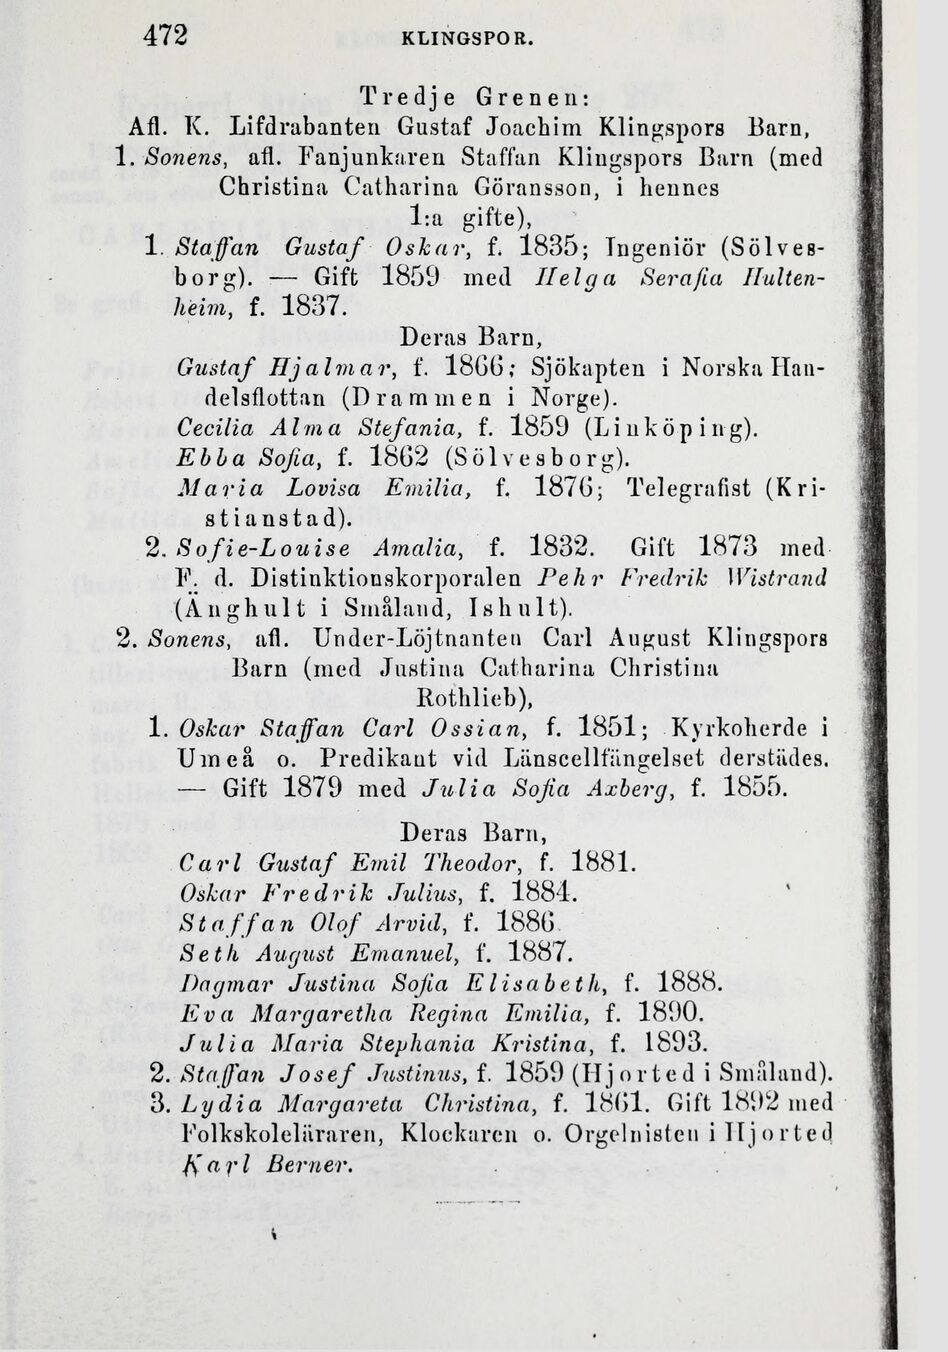 472 KLINGSPOR.
Tredje Grenen:
Afl. K. Lifdrabanten Gustaf Joachim Klingspors Barn,
1. Sonens, afl. Fanjunkaren Staffan Klingspors Barn (med
Christina Catharina Göransson, i hennes
1:a gifte),
1. Staffan Gustaf Oskar, f. 1835; Ingeniör (Sölves-
borg). — Gift 1859 med Helga Serafia Hulten-
heim, f. 1837.
Deras Barn,
Gustaf Hjalmar, f. 1866; Sjökapten i Norska Han-
delsflottan (Drammen i Norge).
Cecilia Alma Stefania, f. 1859 (Linköping).
Ebba Sofia, f. 1862 (Sölvesborg).
Maria Lovisa Emilia, f. 1876; Telegrafist (Kri-
stianstad).
2. Sofie-Louise Amalia, f. 1832. Gift 1873 med
F. d. Distinktionskorporalen Pehr Fredrik Wistrand
(Änghult i Småland, Ishult).
2. Sonens, afl. Under-Löjtnanten Carl August Klingspors
Barn (med Justina Catharina Christina
Rothlieb),
1. Oskar Staffan Carl Ossian, f. 1851; Kyrkoherde i
Umeå o. Predikant vid Länscellfängelset derstädes.
— Gift 1879 med Julia Sofia Axberg, f. 1855.
Deras Barn,
Carl Gustaf Emil Theodor, f. 1881.
Oskar Fredrik Julius, f. 1884.
Staffan Olof Arvid, f. 1886
Seth August Emanuel, f. 1887.
Dagmar Justina Sofia Elisabeth, f. 1888.
Eva Margaretha Regina Emilia, f. 1890.
Julia Maria Stephania Kristina, f. 1893.
2. Staffan Josef Justinus, f. 1859 (Hjorted i Småland).
3. Lydia Margareta Christina, f. 1861. Gift 1892 med
Folkskoleläraren, Klockaren o. Orgelnisten i Hjorted
Karl Berner.